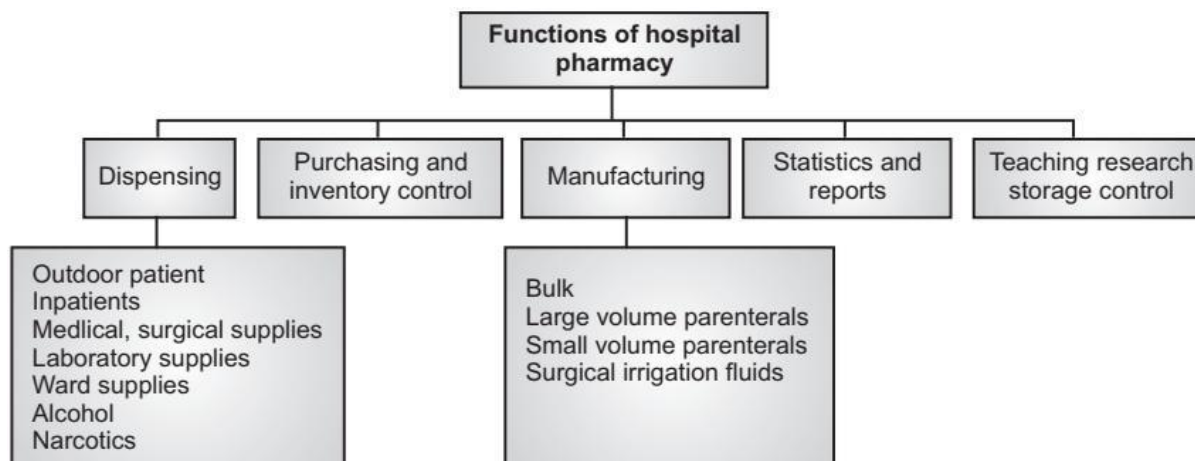 Functions of hospital
pharmacy
Dispensing
Purchasing and
inventory control
Manufacturing
Statistics and
reports
Teaching research
storage control
Outdoor patient
Inpatients
Medlical, surgical supplies
Laboratory supplies
Ward supplies
Alcohol
Narcotics
Bulk
Large volume parenterals
Small volume parenterals
Surgical irrigation fluids